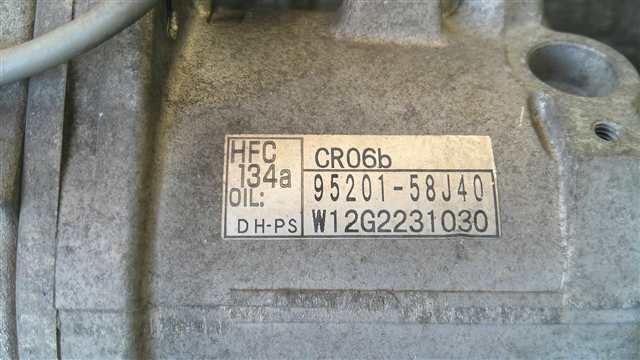 HFC
134a
OIL:
DH-PS
CR06b
95201-58J40
W12G2231030